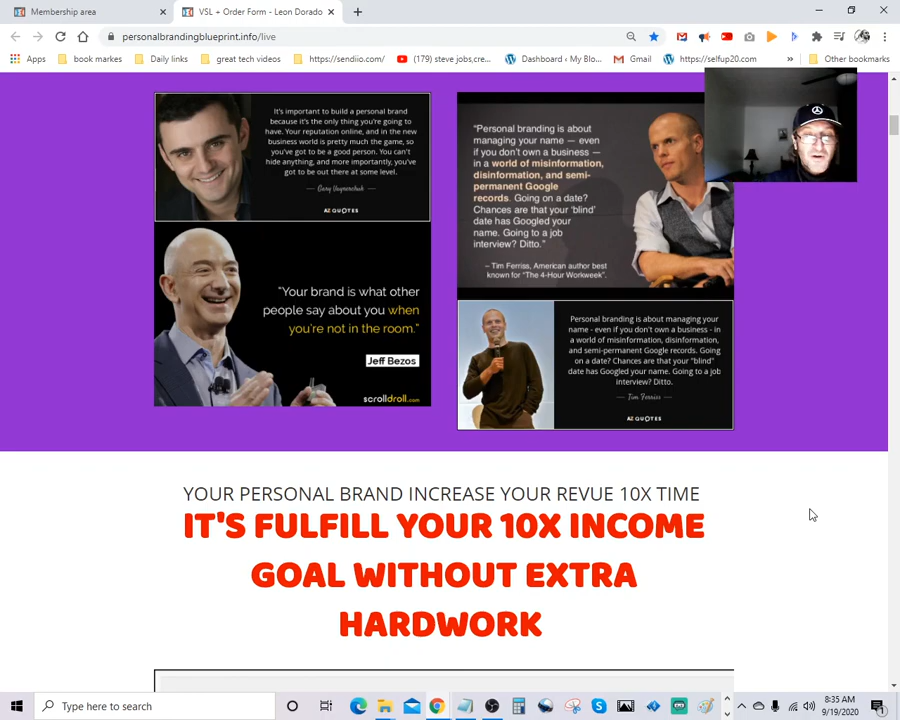 Membership area
VSL + Order Form - Leon Dorado
personalbrandingblueprint.info/live
Apps
book markes
Daily links
great tech videos
https://sendiio.com/
(179) steve jobs,cre...
Dashboard ‹ My Blo...
Gmail
https://selfup20.com
»
Other bookmarks
It's important to build a personal brand
because it's the only thing you're going to
have. Your reputation online, and in the new
business world is pretty much the game, so
you've got to be a good person. You can't
hide anything, and more importantly, you've
got to be out there at some level.
— Gary Vaynerchuk —
AZ QUOTES
"Your brand is what other
people say about you when
you're not in the room."
Jeff Bezos
scrolldroll.com
"Personal branding is about
managing your name — even
if you don't own a business —
in a world of misinformation,
disinformation, and semi-
permanent Google
records. Going on a date?
Chances are that your 'blind'
date has Googled your
name. Going to a job
interview? Ditto."
– Tim Ferriss, American author best
known for "The 4-Hour Workweek".
Personal branding is about managing your
name - even if you don't own a business - in
a world of misinformation, disinformation,
and semi-permanent Google records. Going
on a date? Chances are that your "blind"
date has Googled your name. Going to a job
interview? Ditto.
— Tim Ferriss —
AZ QUOTES
YOUR PERSONAL BRAND INCREASE YOUR REVUE 10X TIME
IT'S FULFILL YOUR 10X INCOME
GOAL WITHOUT EXTRA
HARDWORK
Type here to search
8:35 AM
9/19/2020